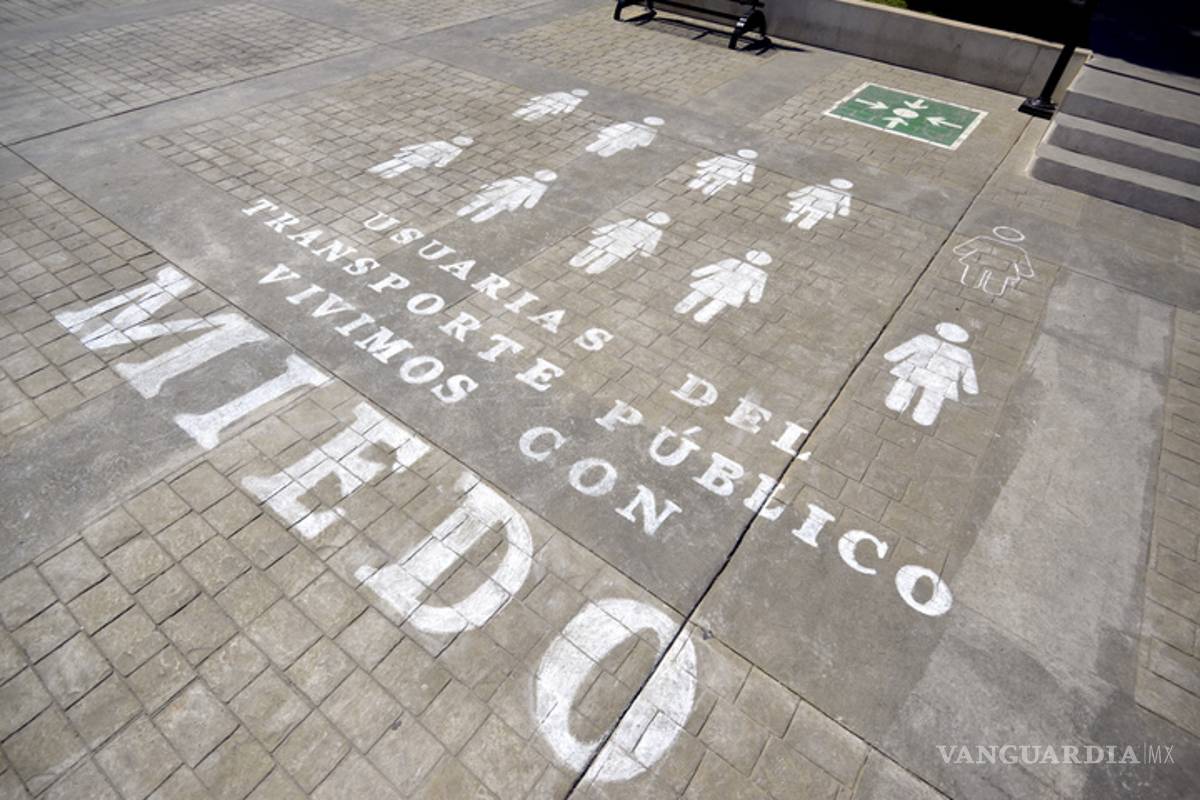 USUARIAS DEL
TRANSPORTE PÚBLICO
VIVIMOS CON
MIEDO
VANGUARDIA|MX